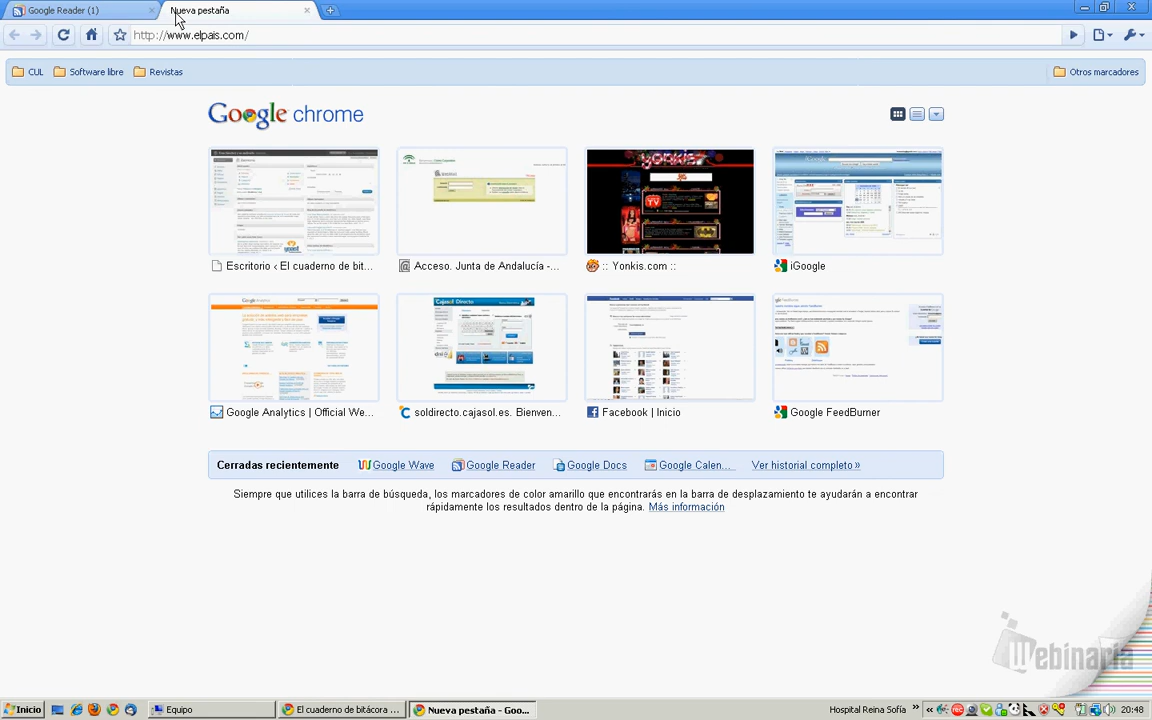 Google Reader (1)
Nueva pestaña
http://www.elpais.com/
CUL
Software libre
Revistas
Otros marcadores
Google chrome
Escritorio ‹ El cuaderno de bit...
Acceso. Junta de Andalucía -...
:: Yonkis.com ::
iGoogle
Google Analytics | Official We...
soldirecto.cajasol.es. Bienven...
Facebook | Inicio
Google FeedBurner
Cerradas recientemente
Google Wave
Google Reader
Google Docs
Google Calen...
Ver historial completo »
Siempre que utilices la barra de búsqueda, los marcadores de color amarillo que encontrarás en la barra de desplazamiento te ayudarán a encontrar
rápidamente los resultados dentro de la página. Más información
Webinaria
Inicio
Equipo
El cuaderno de bitácora ...
Nueva pestaña - Goo...
Hospital Reina Sofía
20:48